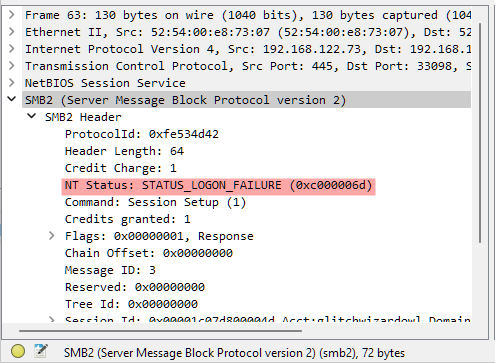 Frame 63: 130 bytes on wire (1040 bits), 130 bytes captured (104
Ethernet II, Src: 52:54:00:e8:73:07 (52:54:00:e8:73:07), Dst: 52
Internet Protocol Version 4, Src: 192.168.122.73, Dst: 192.168.1
Transmission Control Protocol, Src Port: 445, Dst Port: 33098, S
NetBIOS Session Service
SMB2 (Server Message Block Protocol version 2)
SMB2 Header
ProtocolId: 0xfe534d42
Header Length: 64
Credit Charge: 1
NT Status: STATUS_LOGON_FAILURE (0xc000006d)
Command: Session Setup (1)
Credits granted: 1
Flags: 0x00000001, Response
Chain Offset: 0x00000000
Message ID: 3
Reserved: 0x00000000
Tree Id: 0x00000000
Session Id: 0x00001c07d800004d Acct:glitchwizardowl Domain
SMB2 (Server Message Block Protocol version 2) (smb2), 72 bytes